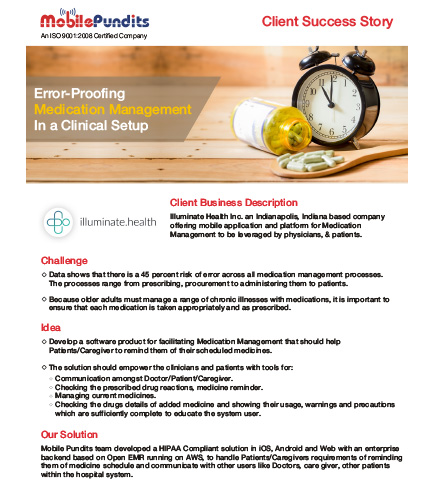 MobilePundits
An ISO 9001:2008 Certified Company
Client Success Story
Error-Proofing
Medication Management
In a Clinical Setup
illuminate.health
Client Business Description
Illuminate Health Inc. an Indianapolis, Indiana based company
offering mobile application and platform for Medication
Management to be leveraged by physicians, & patients.
Challenge
◇ Data shows that there is a 45 percent risk of error across all medication management processes.
The processes range from prescribing, procurement to administering them to patients.
◇ Because older adults must manage a range of chronic illnesses with medications, it is important to
ensure that each medication is taken appropriately and as prescribed.
Idea
◇ Develop a software product for facilitating Medication Management that should help
Patients/Caregiver to remind them of their scheduled medicines.
◇ The solution should empower the clinicians and patients with tools for:
○ Communication amongst Doctor/Patient/Caregiver.
○ Checking the prescribed drug reactions, medicine reminder.
○ Managing current medicines.
○ Checking the drugs details of added medicine and showing their usage, warnings and precautions
which are sufficiently complete to educate the system user.
Our Solution
Mobile Pundits team developed a HIPAA Compliant solution in iOS, Android and Web with an enterprise
backend based on Open EMR running on AWS, to handle Patients/Caregivers requirements of reminding
them of medicine schedule and communicate with other users like Doctors, care giver, other patients
within the hospital system.